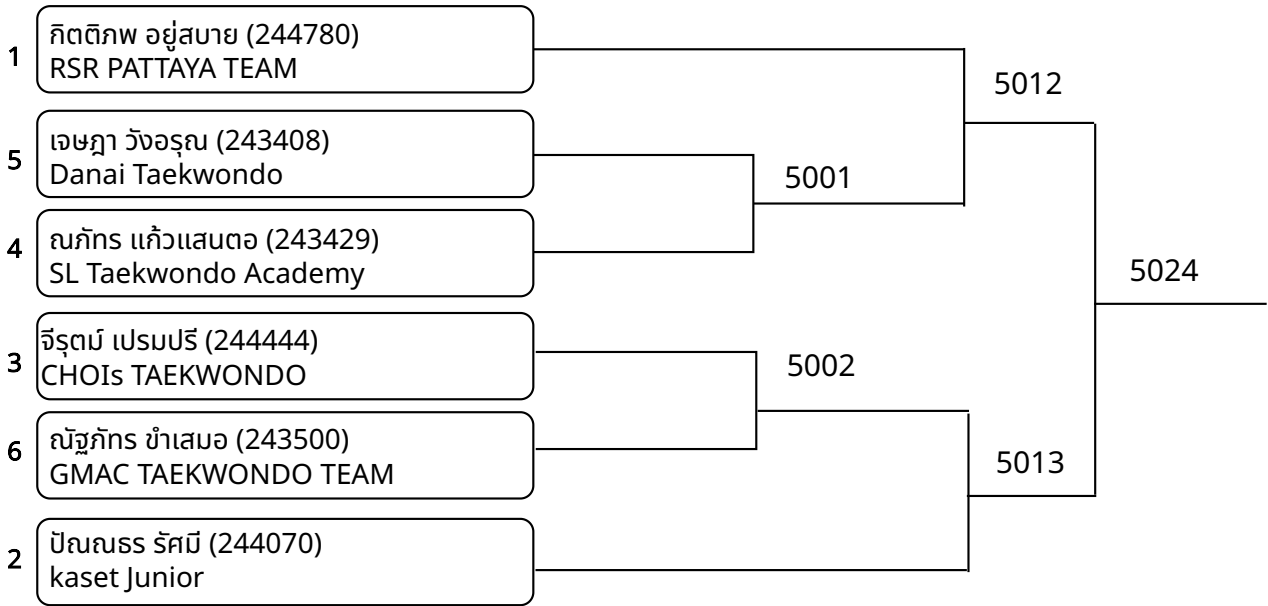 1
กิตติภพ อยู่สบาย (244780)
RSR PATTAYA TEAM
5012
5
เจษฎา วังอรุณ (243408)
Danai Taekwondo
5001
4
ณภัทร แก้วแสนตอ (243429)
SL Taekwondo Academy
5024
3
จีรุตม์ เปรมปรี (244444)
CHOIs TAEKWONDO
5002
6
ณัฐภัทร ขำเสมอ (243500)
GMAC TAEKWONDO TEAM
5013
2
ปัณณธร รัศมี (244070)
kaset Junior